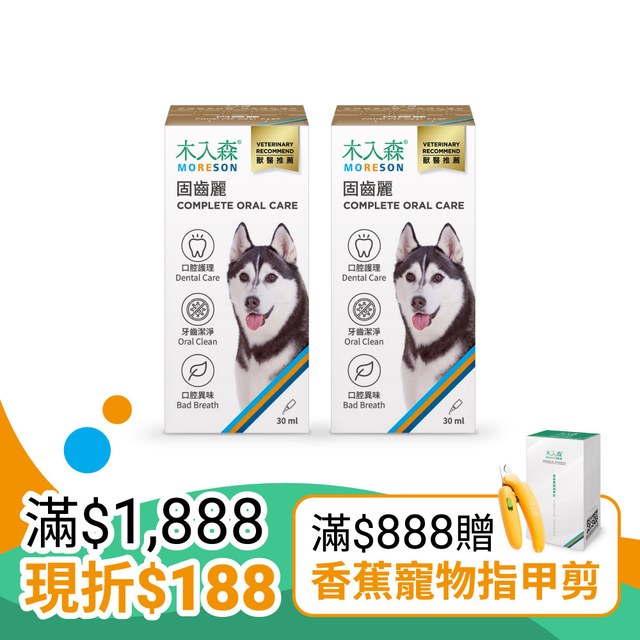 木入森®
MORESON
VETERINARY
RECOMMEND
獸醫推薦
固齒麗
COMPLETE ORAL CARE
口腔護理
Dental Care
牙齒潔淨
Oral Clean
口腔異味
Bad Breath
30 ml
木入森®
MORESON
VETERINARY
RECOMMEND
獸醫推薦
固齒麗
COMPLETE ORAL CARE
口腔護理
Dental Care
牙齒潔淨
Oral Clean
口腔異味
Bad Breath
30 ml
木入森
滿$1,888
現折$188
滿$888贈
香蕉寵物指甲剪